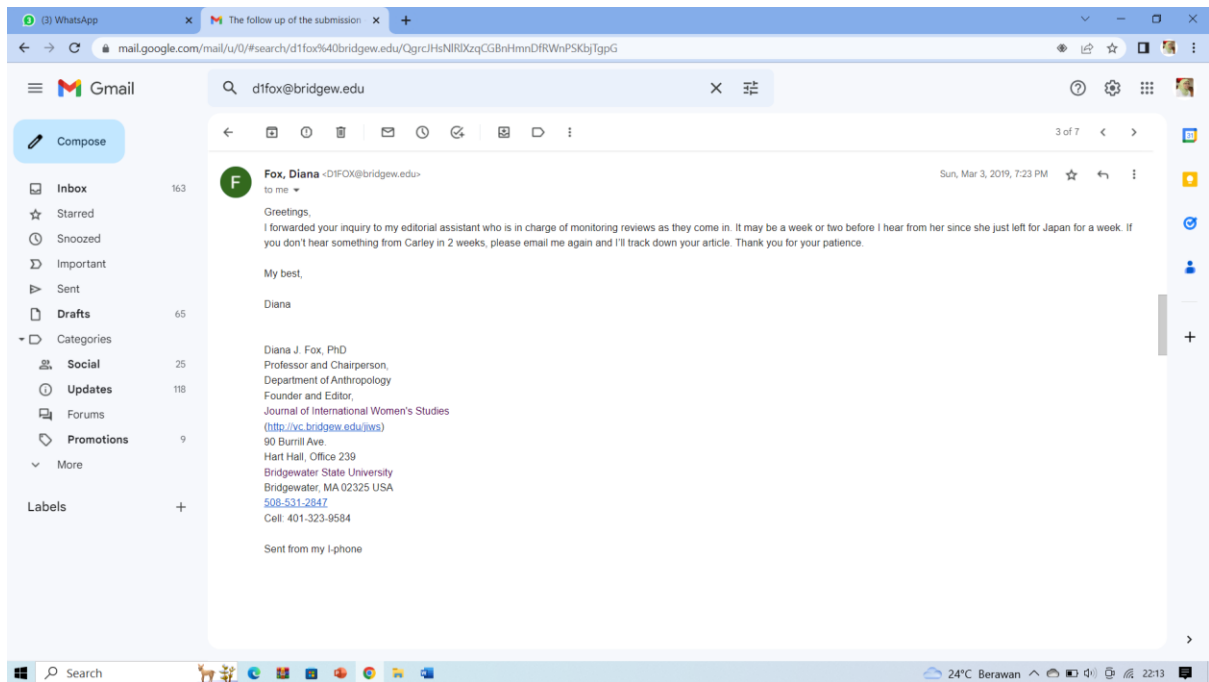 (3) WhatsApp
The follow up of the submission
mail.google.com/mail/u/0/#search/d1fox%40bridgew.edu/QgrcJHsNlRlXzqCGBnHmnDfRWnPSKbjTgpG
Gmail
d1fox@bridgew.edu
Compose
3 of 7
Inbox 163
Starred
Snoozed
Important
Sent
Drafts 65
Categories
Social 25
Updates 118
Forums
Promotions 9
More
Labels
F
Fox, Diana <D1FOX@bridgew.edu>
Sun, Mar 3, 2019, 7:23 PM
to me
Greetings,
I forwarded your inquiry to my editorial assistant who is in charge of monitoring reviews as they come in. It may be a week or two before I hear from her since she just left for Japan for a week. If
you don't hear something from Carley in 2 weeks, please email me again and I'll track down your article. Thank you for your patience.
My best,
Diana
Diana J. Fox, PhD
Professor and Chairperson,
Department of Anthropology
Founder and Editor,
Journal of International Women's Studies
(http://vc.bridgew.edu/jiws)
90 Burrill Ave.
Hart Hall, Office 239
Bridgewater State University
Bridgewater, MA 02325 USA
508-531-2847
Cell: 401-323-9584
Sent from my I-phone
31
Search
24°C Berawan
22:13